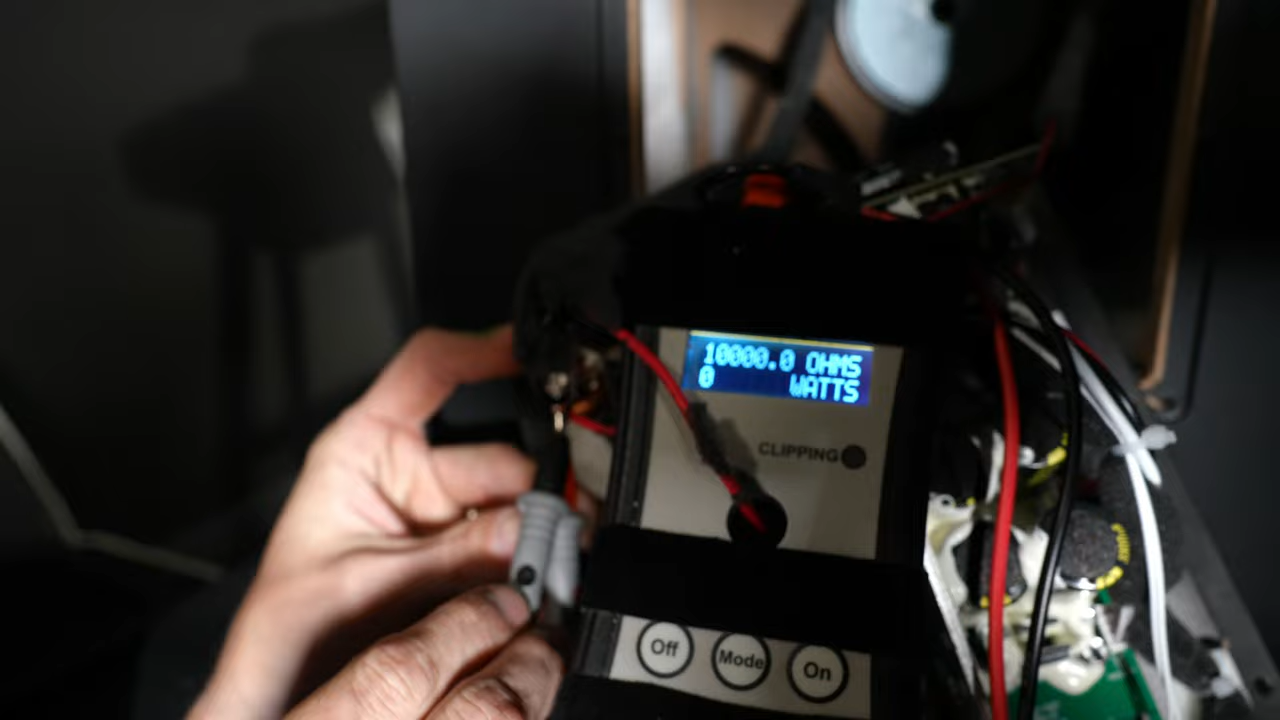 10000.0 OHMS
0 WATTS
CLIPPING
Off
Mode
On